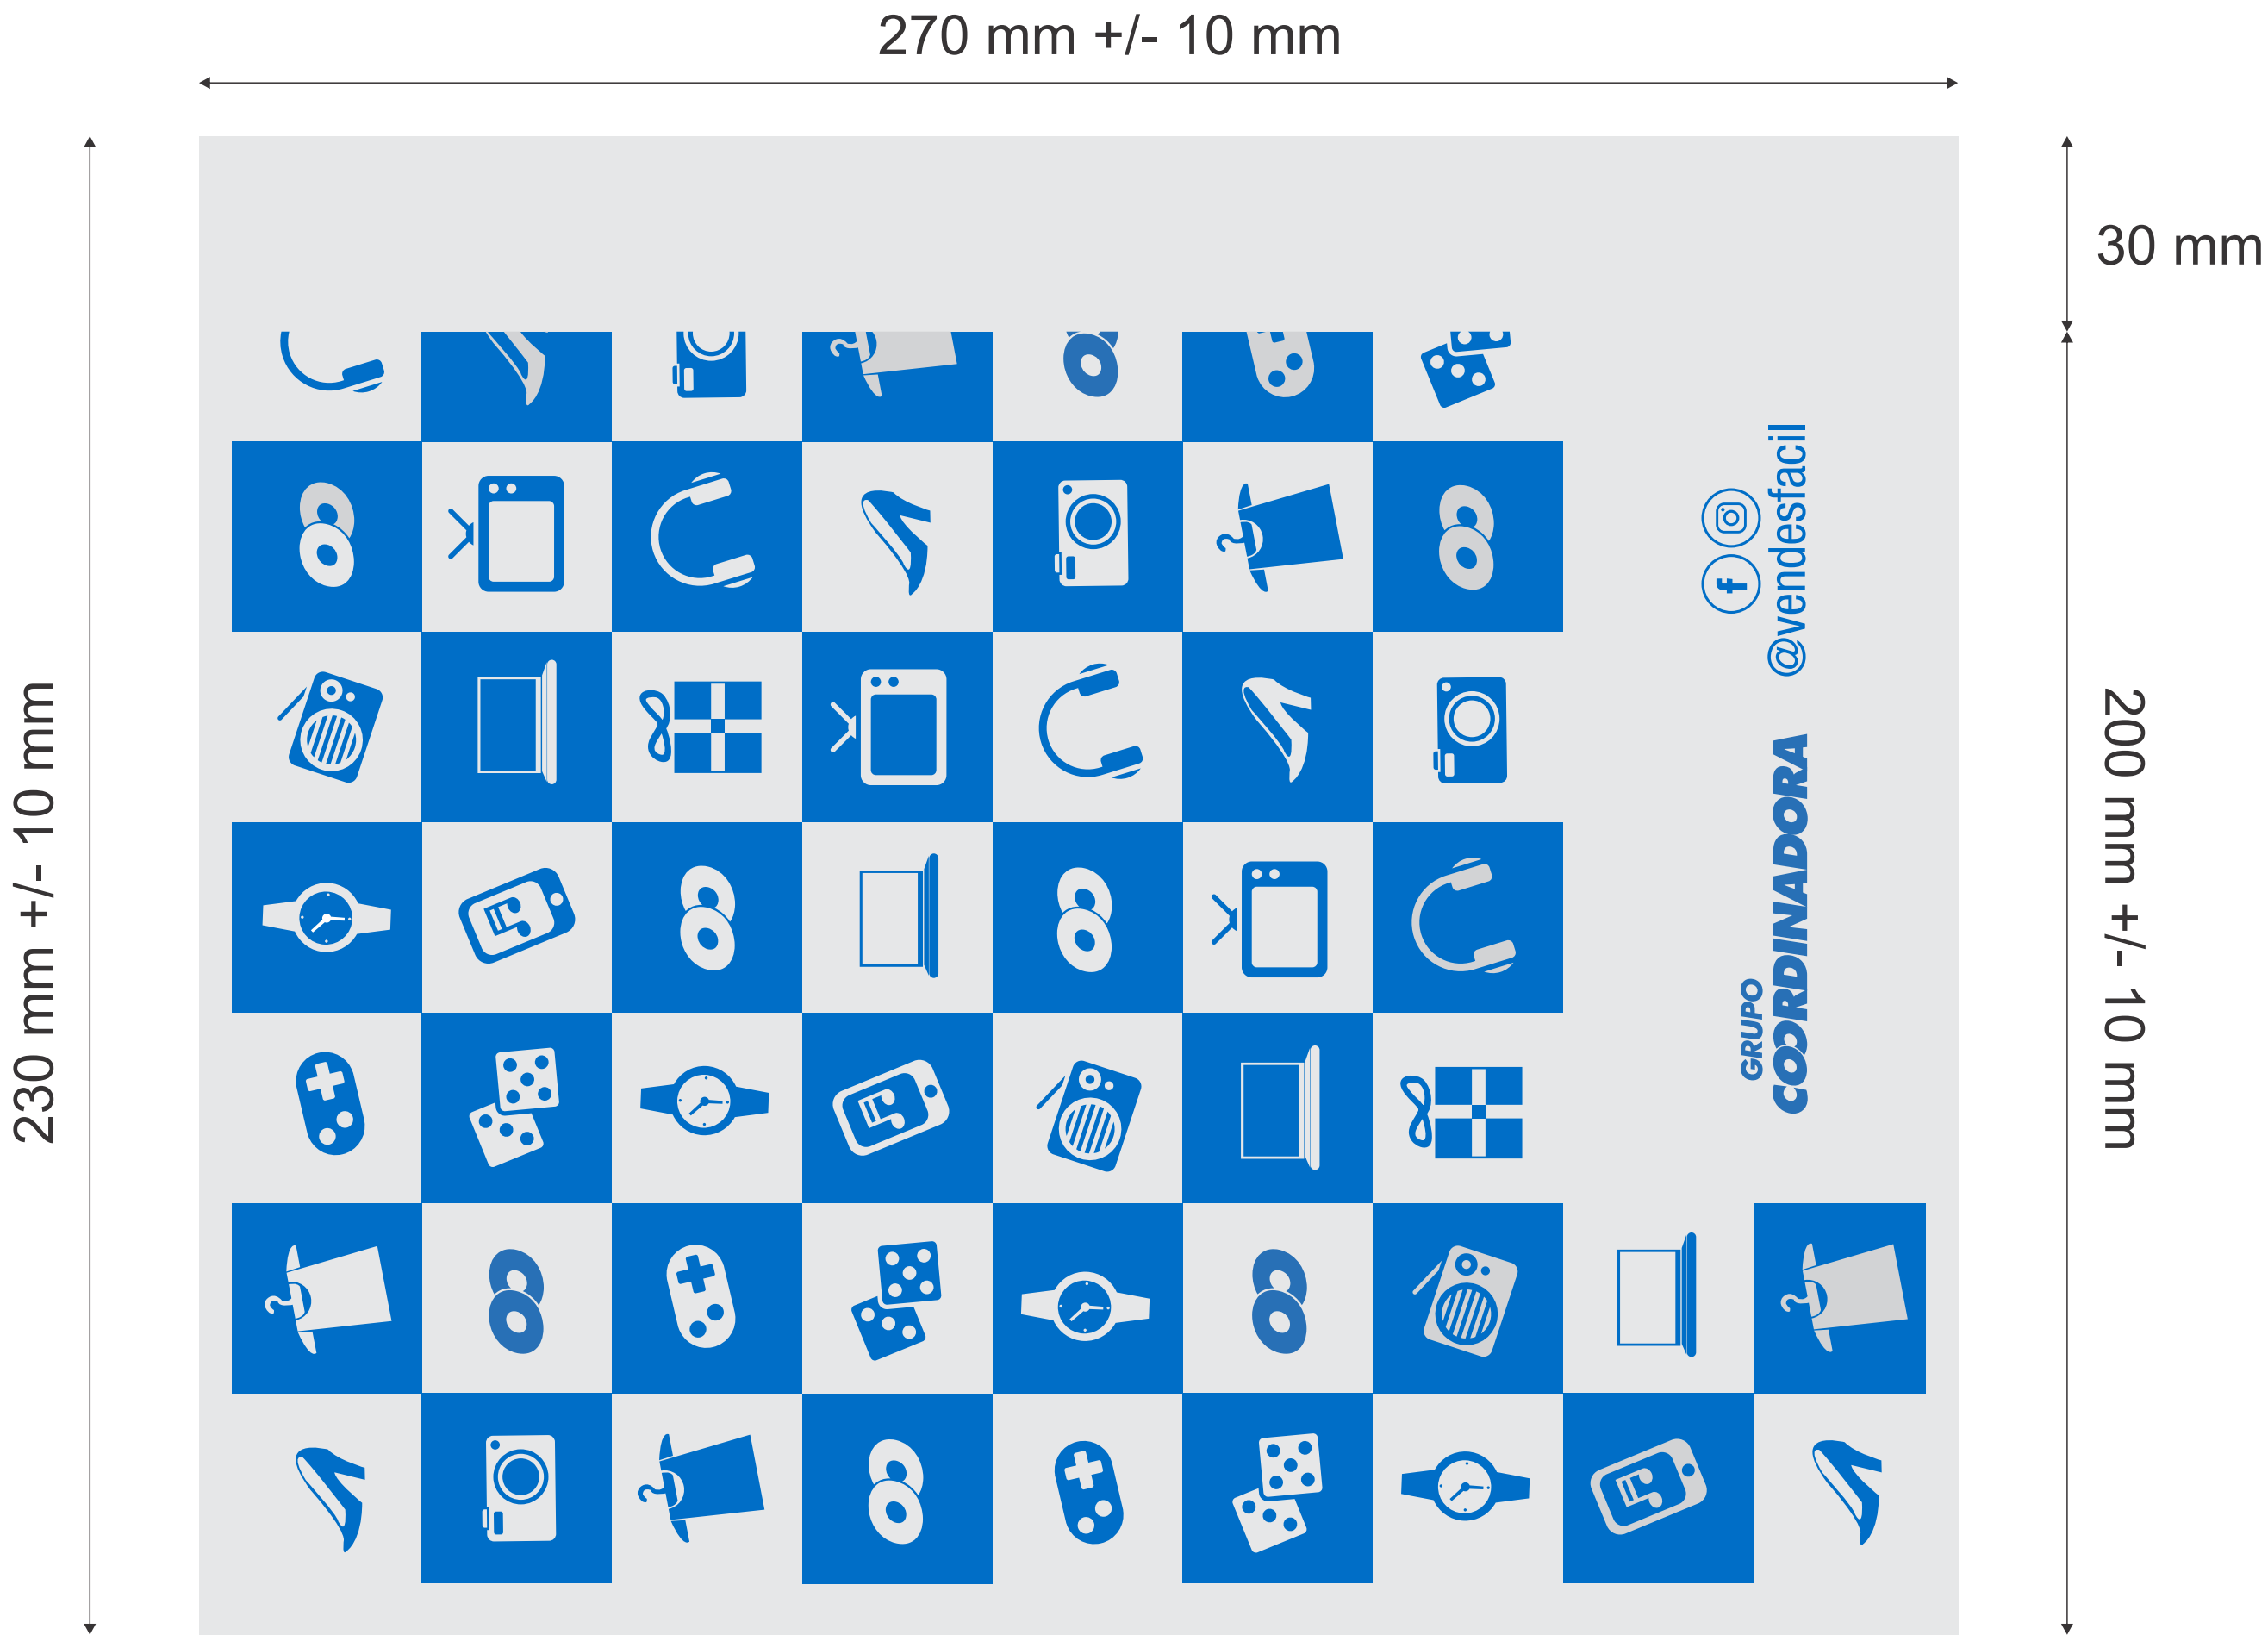 270 mm +/- 10 mm
230 mm +/- 10 mm
30 mm
200 mm +/- 10 mm
@vendesfacil
GRUPO
COORDINADORA